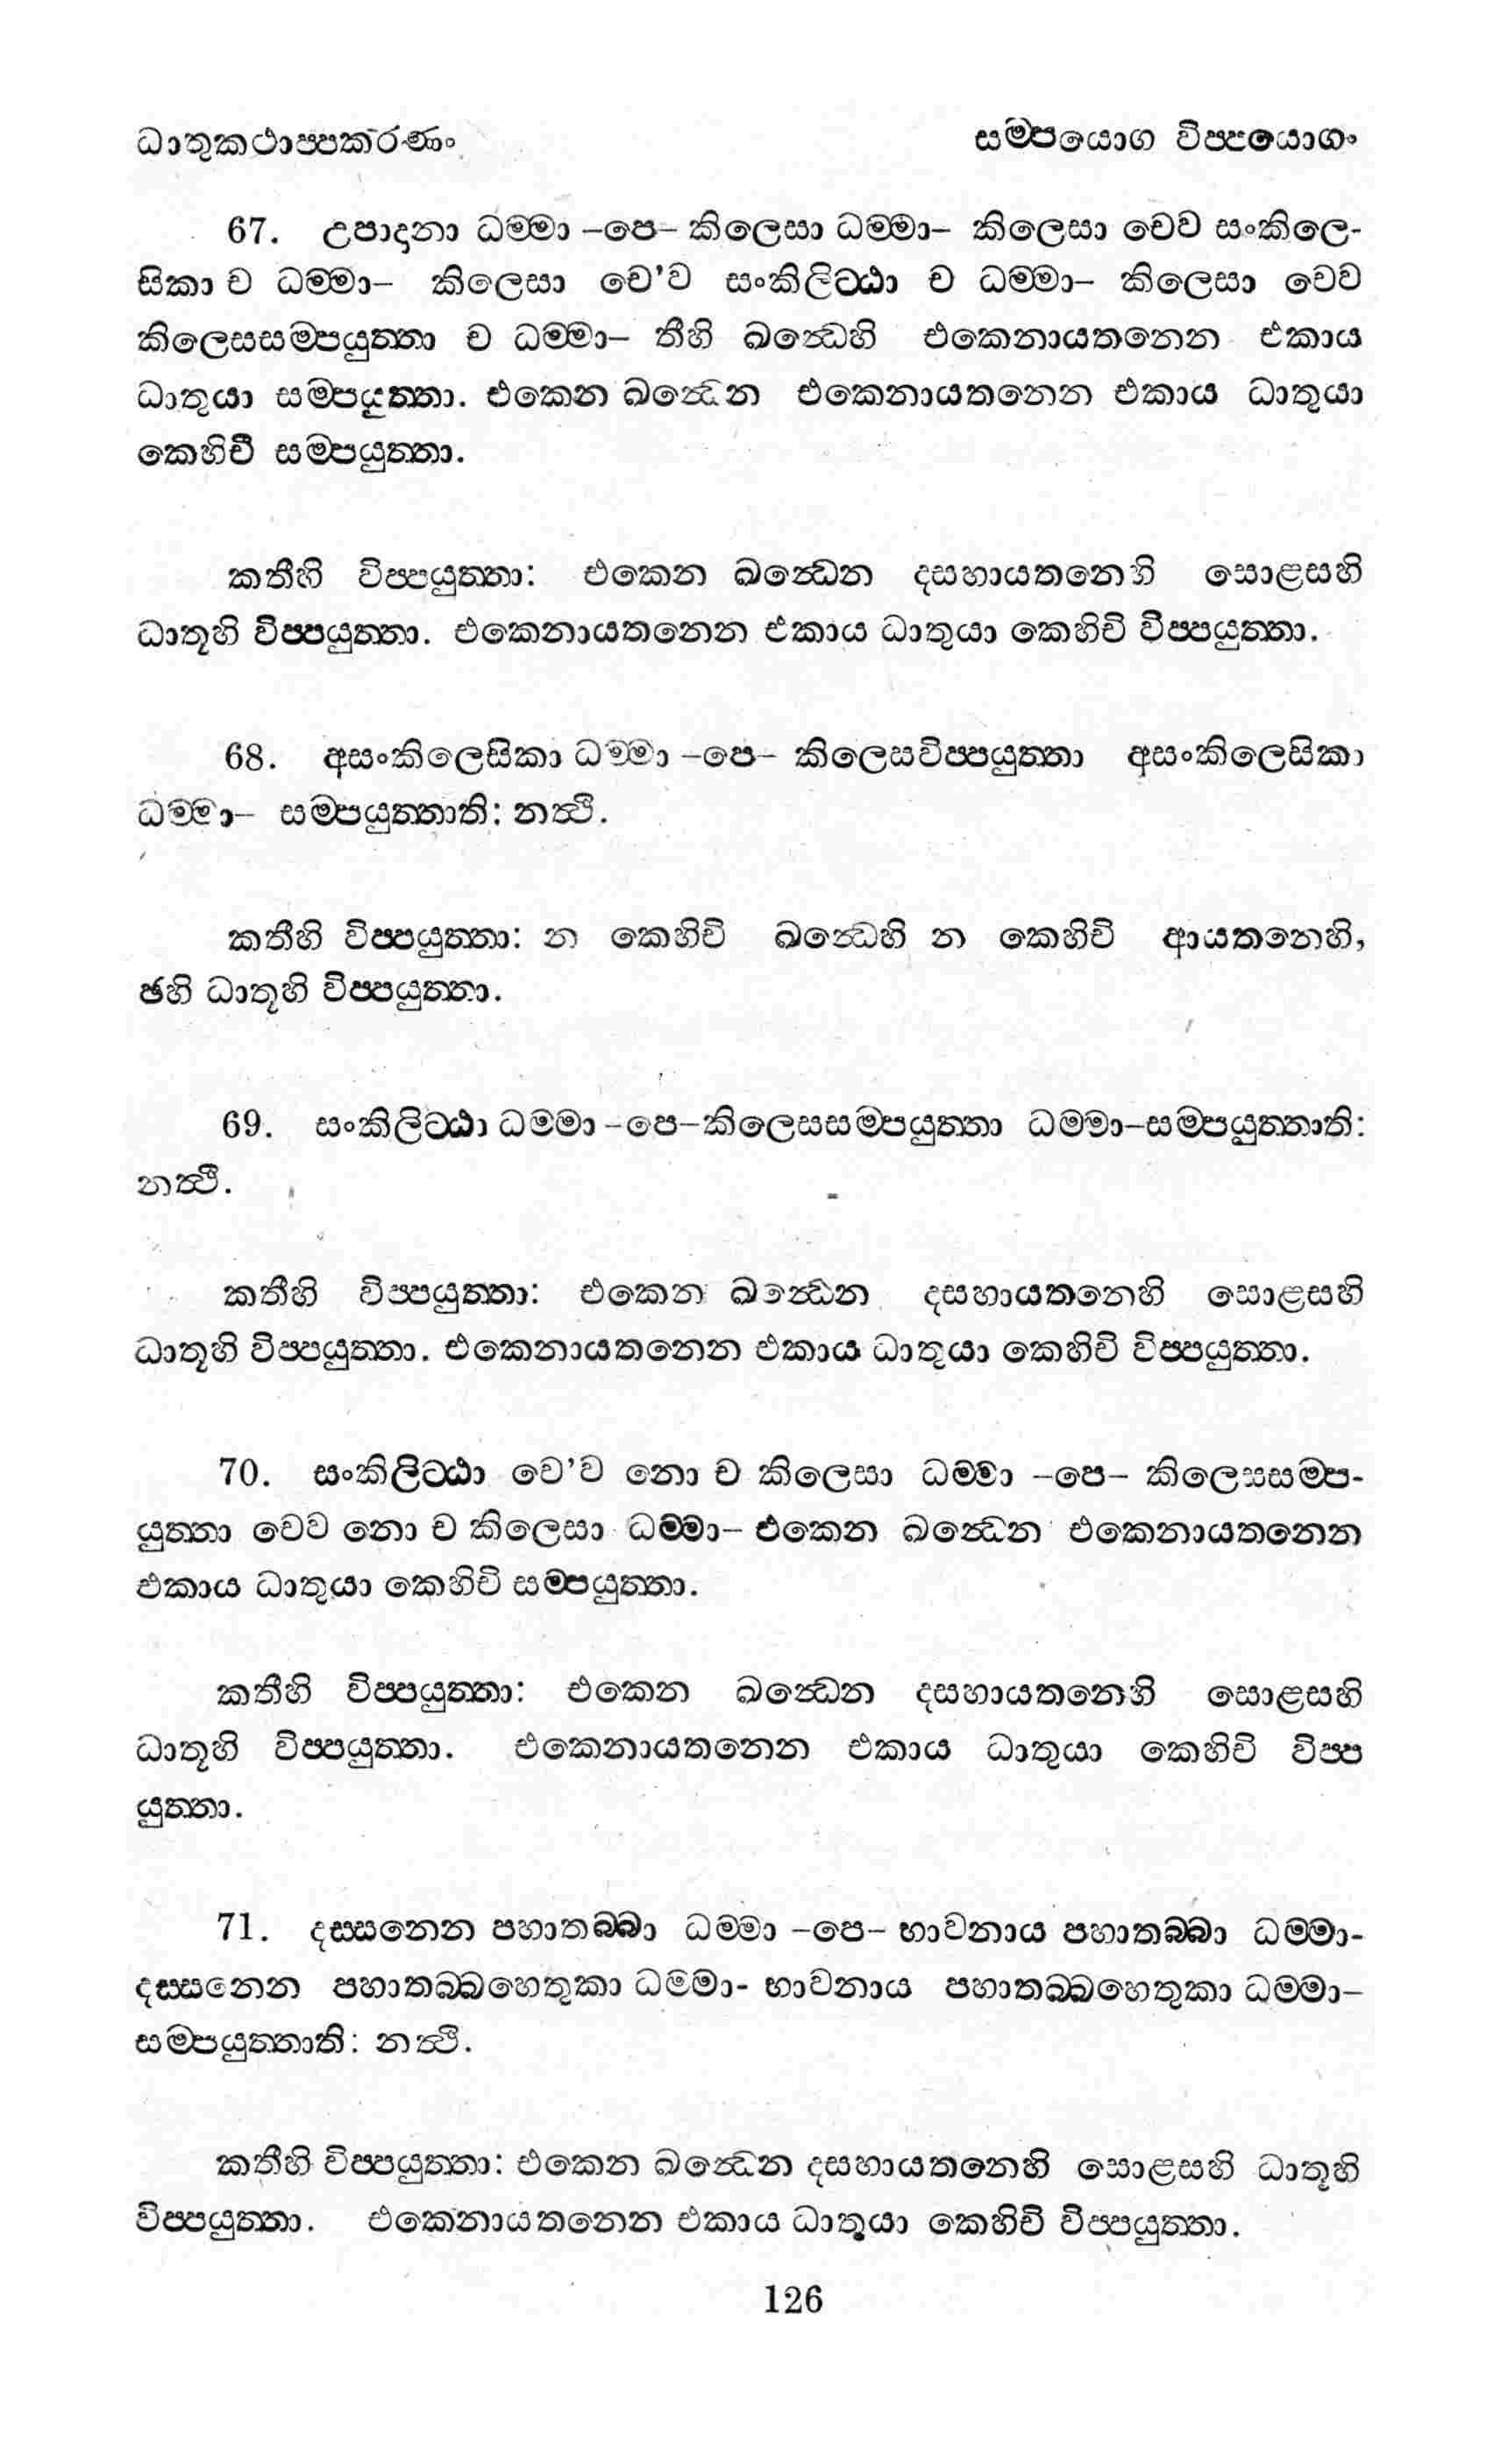 ධාතුකථාප්පකරණං
සම්පයොග විප්පයොගං
67. උපාදානා ධම්මා –පෙ– කිලෙසා ධම්මා– කිලෙසා චෙව සංකිලෙ-
සිකා ච ධම්මා– කිලෙසා චෙ’ව සංකිලිට්ඨා ච ධම්මා– කිලෙසා චෙව
කිලෙසසම්පයුත්තා ච ධම්මා– තීහි ඛන්ධෙහි එකෙනායතනෙන එකාය
ධාතුයා සම්පයුත්තා. එකෙන ඛන්ධෙන එකෙනායතනෙන එකාය ධාතුයා
කෙහිචි සම්පයුත්තා.
කතීහි විප්පයුත්තා: එකෙන ඛන්ධෙන දසහායතනෙහි සොළසහි
ධාතූහි විප්පයුත්තා. එකෙනායතනෙන එකාය ධාතුයා කෙහිචි විප්පයුත්තා.
68. අසංකිලෙසිකා ධම්මා –පෙ– කිලෙසවිප්පයුත්තා අසංකිලෙසිකා
ධම්මා– සම්පයුත්තාති: නත්ථි.
කතීහි විප්පයුත්තා: න කෙහිචි ඛන්ධෙහි න කෙහිචි ආයතනෙහි,
ඡහි ධාතූහි විප්පයුත්තා.
69. සංකිලිට්ඨා ධම්මා –පෙ–කිලෙසසම්පයුත්තා ධම්මා–සම්පයුත්තාති:
නත්ථි.
කතීහි විප්පයුත්තා: එකෙන ඛන්ධෙන දසහායතනෙහි සොළසහි
ධාතූහි විප්පයුත්තා. එකෙනායතනෙන එකාය ධාතුයා කෙහිචි විප්පයුත්තා.
70. සංකිලිට්ඨා චෙ’ව නො ච කිලෙසා ධම්මා –පෙ– කිලෙසසම්ප-
යුත්තා චෙව නො ච කිලෙසා ධම්මා– එකෙන ඛන්ධෙන එකෙනායතනෙන
එකාය ධාතුයා කෙහිචි සම්පයුත්තා.
කතීහි විප්පයුත්තා: එකෙන ඛන්ධෙන දසහායතනෙහි සොළසහි
ධාතූහි විප්පයුත්තා. එකෙනායතනෙන එකාය ධාතුයා කෙහිචි විප්ප
යුත්තා.
71. දස්සනෙන පහාතබ්බා ධම්මා –පෙ– භාවනාය පහාතබ්බා ධම්මා-
දස්සනෙන පහාතබ්බහෙතුකා ධම්මා- භාවනාය පහාතබ්බහෙතුකා ධම්මා–
සම්පයුත්තාති: නත්ථි.
කතීහි විප්පයුත්තා: එකෙන ඛන්ධෙන දසහායතනෙහි සොළසහි ධාතූහි
විප්පයුත්තා. එකෙනායතනෙන එකාය ධාතුයා කෙහිචි විප්පයුත්තා.
126